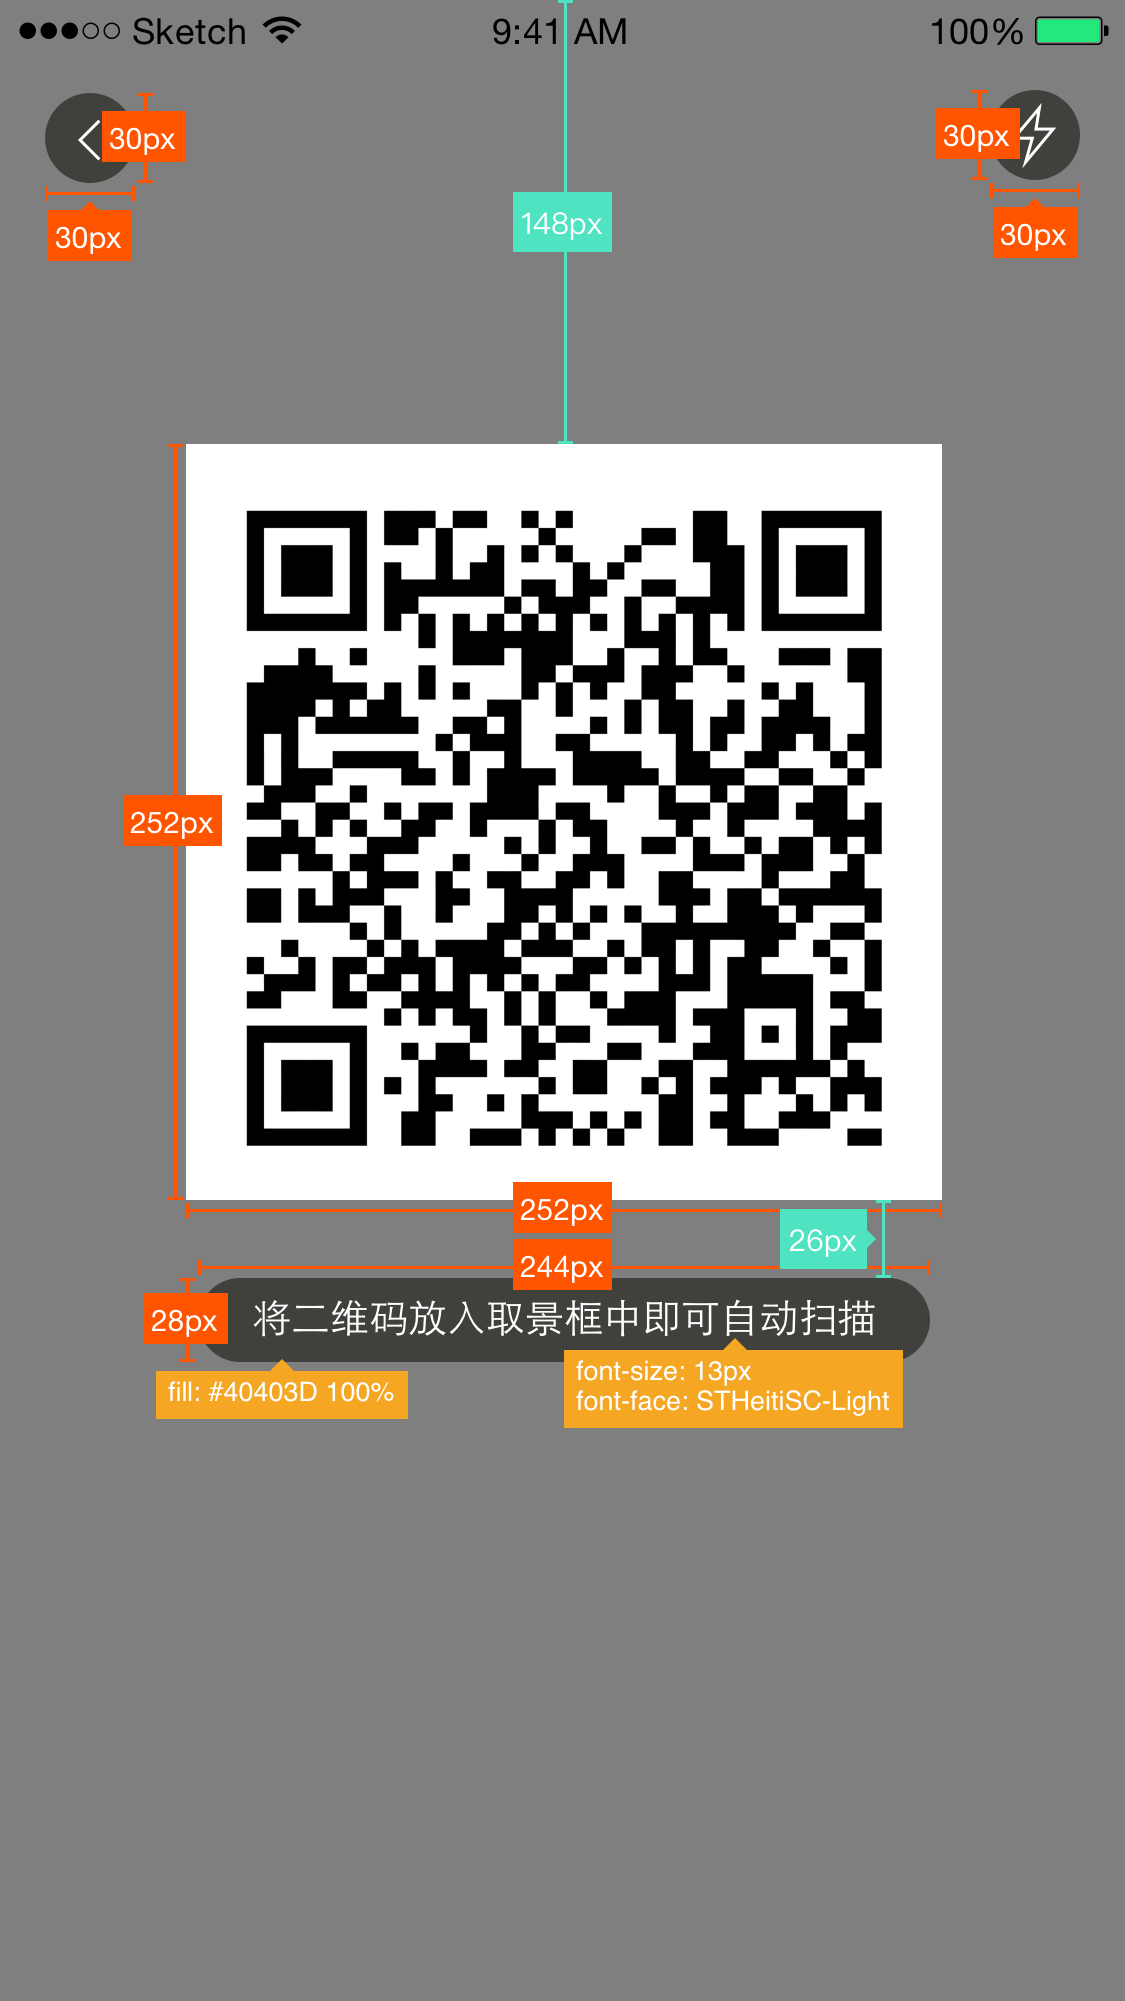 Sketch 9:41 AM 100%
30px
30px
30px
30px
148px
252px
252px
26px
244px
28px
将二维码放入取景框中即可自动扫描
fill: #40403D 100%
font-size: 13px
font-face: STHeitiSC-Light